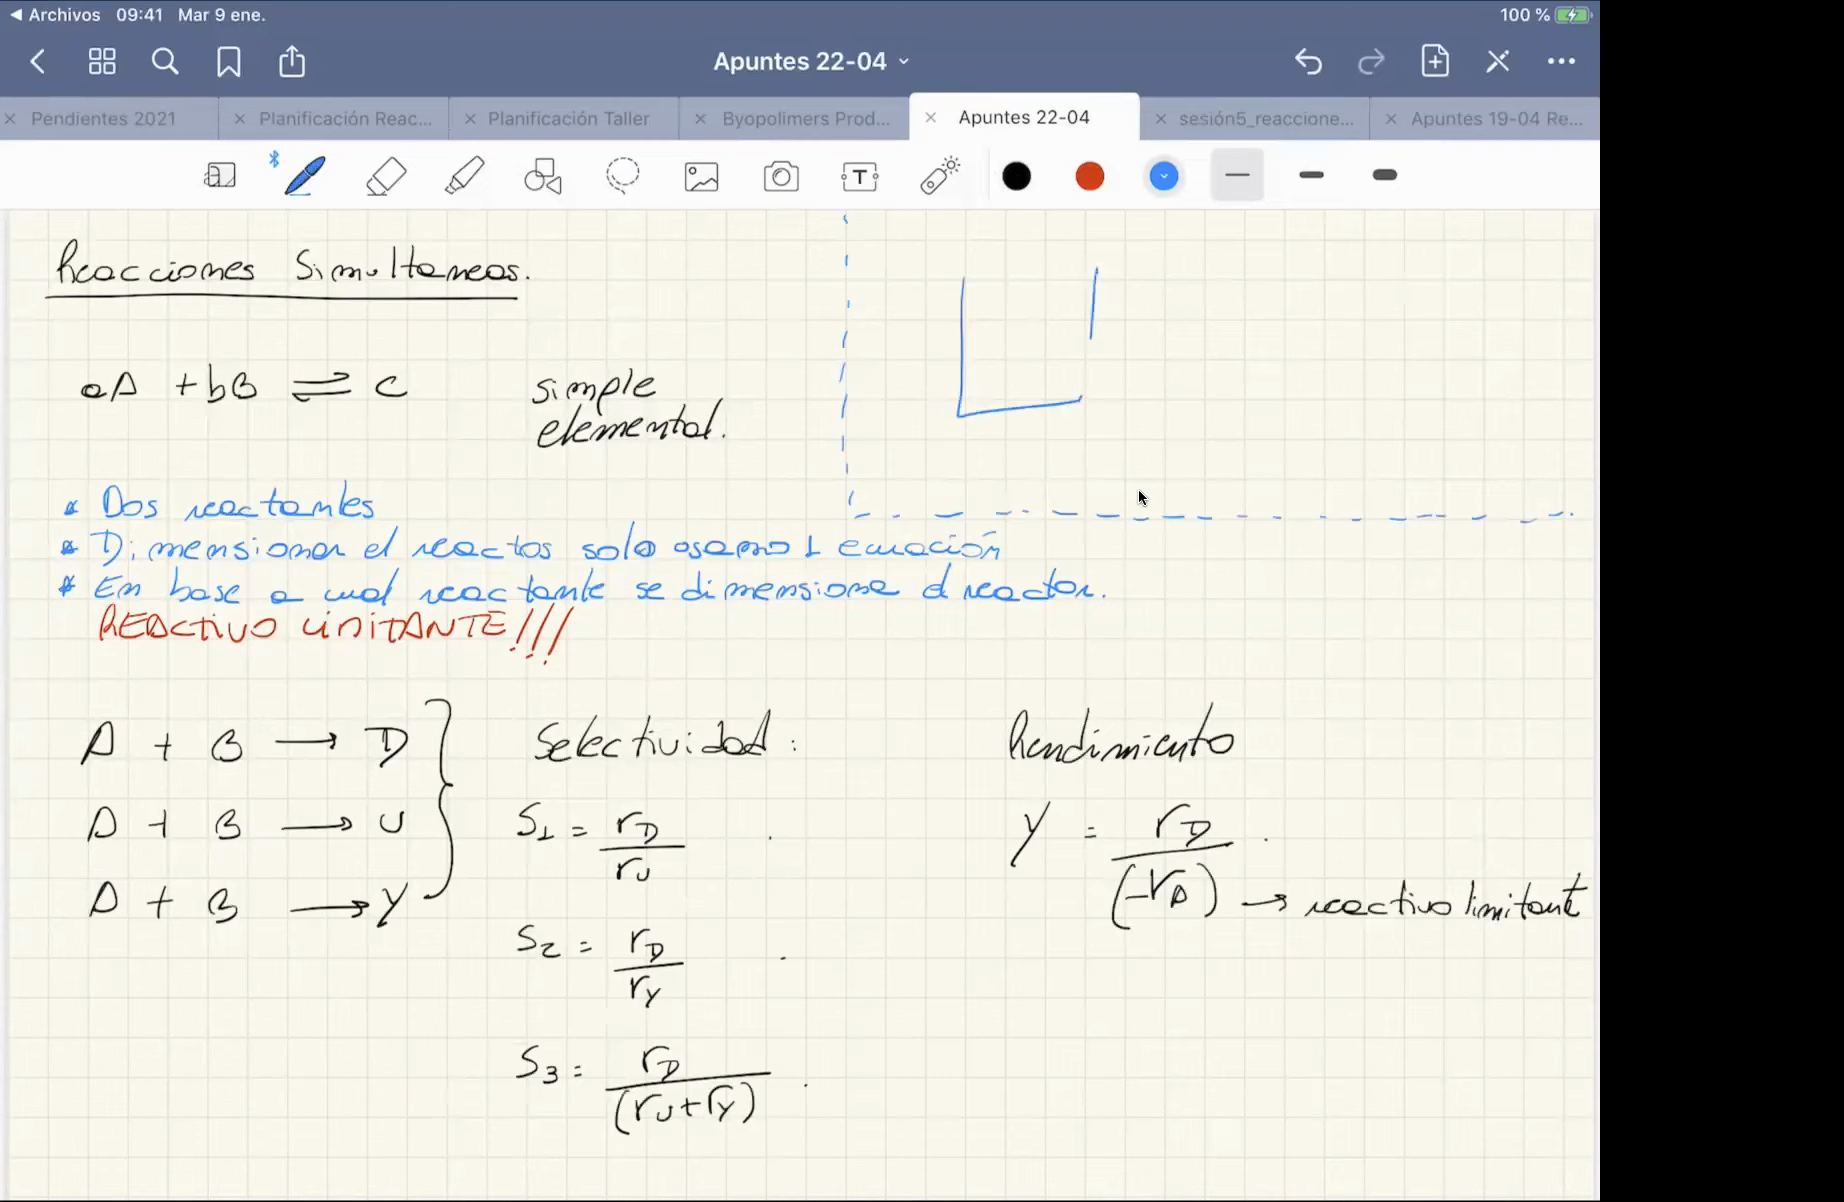 Archivos 09:41 Mar 9 ene. 100 %
Apuntes 22-04
Pendientes 2021 Planificación Reac... Planificación Taller Byopolimers Prod... Apuntes 22-04 sesión5_reaccione... Apuntes 19-04 Re...
Reacciones Simultaneas.
aA + bB ⇌ C simple
elemental.
* Dos reactantes
* Dimensionar el reactos solo osamo 1 ecuación
* En base a cual reactante se dimensiona el reactor.
REACTIVO LIMITANTE!!!
A + B → D Selectividad: Rendimiento
A + B → U S1 = rD / rU Y = rD / (-rA) → reactivo limitante
A + B → Y
S2 = rD / rY
S3 = rD / (rU + rY)